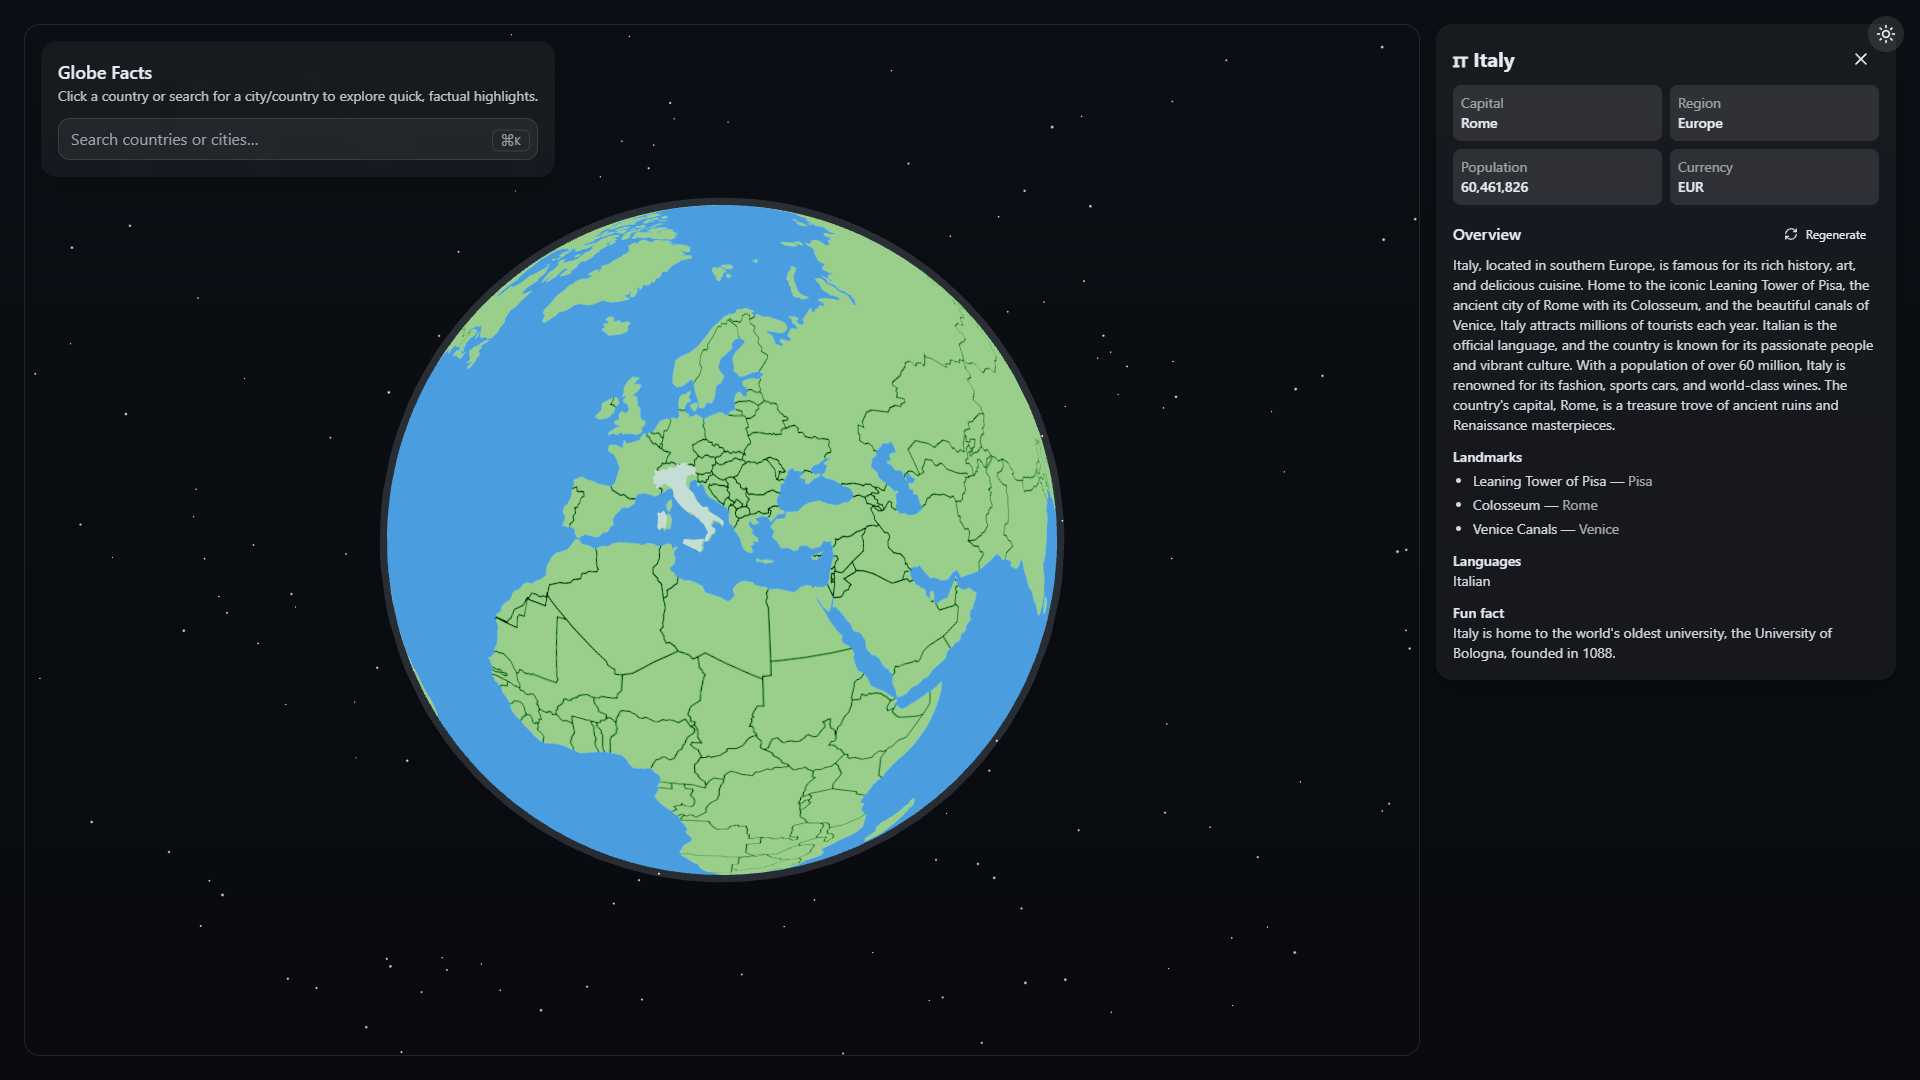 Globe Facts
Click a country or search for a city/country to explore quick, factual highlights.
Search countries or cities...
⌘K
IT Italy
Capital
Rome
Region
Europe
Population
60,461,826
Currency
EUR
Overview
Regenerate
Italy, located in southern Europe, is famous for its rich history, art,
and delicious cuisine. Home to the iconic Leaning Tower of Pisa, the
ancient city of Rome with its Colosseum, and the beautiful canals of
Venice, Italy attracts millions of tourists each year. Italian is the
official language, and the country is known for its passionate people
and vibrant culture. With a population of over 60 million, Italy is
renowned for its fashion, sports cars, and world-class wines. The
country's capital, Rome, is a treasure trove of ancient ruins and
Renaissance masterpieces.
Landmarks
• Leaning Tower of Pisa — Pisa
• Colosseum — Rome
• Venice Canals — Venice
Languages
Italian
Fun fact
Italy is home to the world's oldest university, the University of
Bologna, founded in 1088.